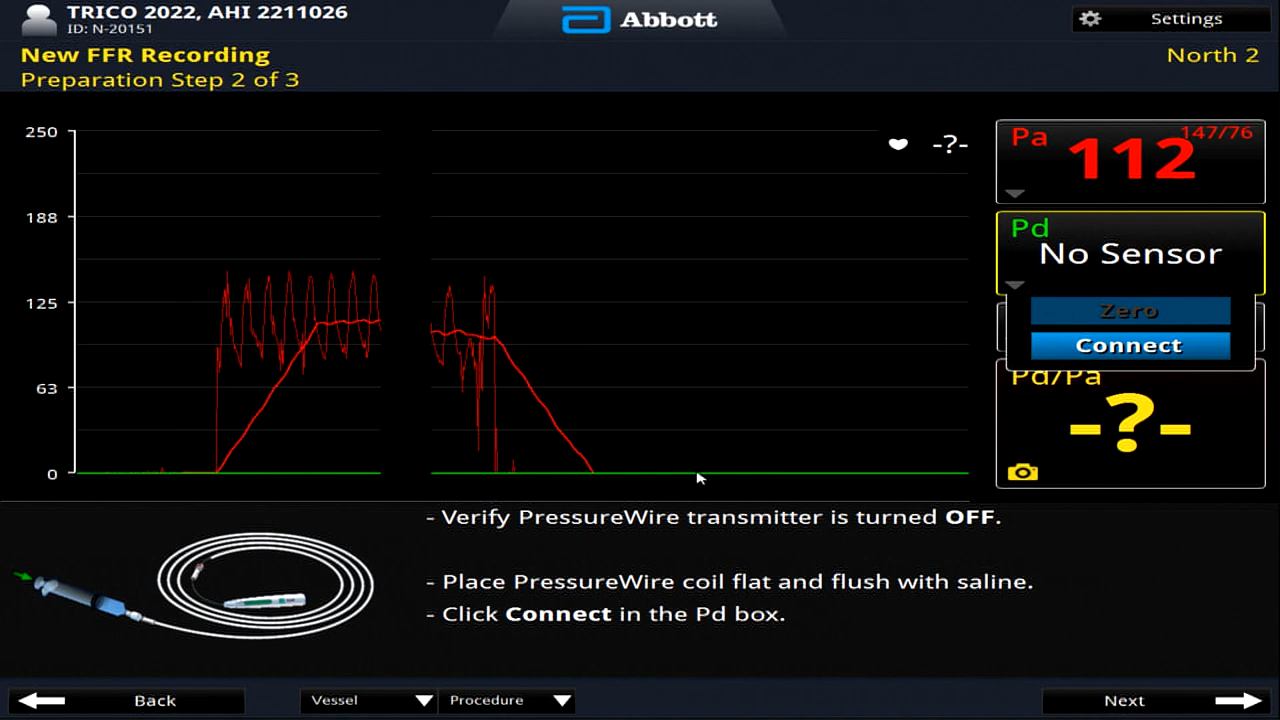 TRICO 2022, AHI 2211026
ID: N-20151
Abbott
Settings
New FFR Recording
Preparation Step 2 of 3
North 2
250
188
125
63
0
-?-
Pa
147/76
112
Pd
No Sensor
Zero
Connect
Pd/Pa
-?-
- Verify PressureWire transmitter is turned OFF.
- Place PressureWire coil flat and flush with saline.
- Click Connect in the Pd box.
Back
Vessel
Procedure
Next